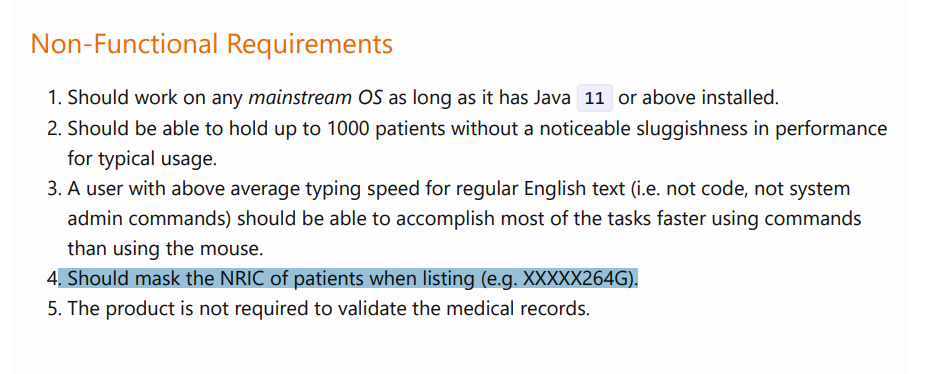 Non-Functional Requirements
1. Should work on any mainstream OS as long as it has Java 11 or above installed.
2. Should be able to hold up to 1000 patients without a noticeable sluggishness in performance
for typical usage.
3. A user with above average typing speed for regular English text (i.e. not code, not system
admin commands) should be able to accomplish most of the tasks faster using commands
than using the mouse.
4. Should mask the NRIC of patients when listing (e.g. XXXXX264G).
5. The product is not required to validate the medical records.